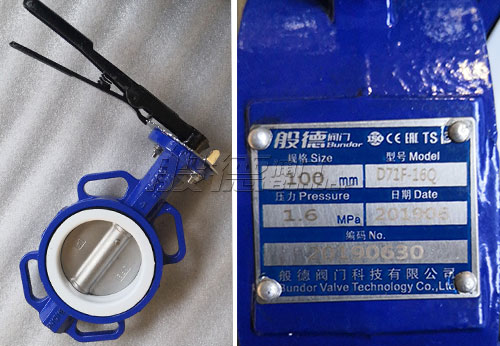 般德阀门
Bundor
CE EAC TS
规格 Size
型号 Model
100 mm
D71F-16Q
压力 Pressure
日期 Date
1.6 MPa
201906
编码 No.
般德阀门科技有限公司
Bundor Valve Technology Co.,Ltd.